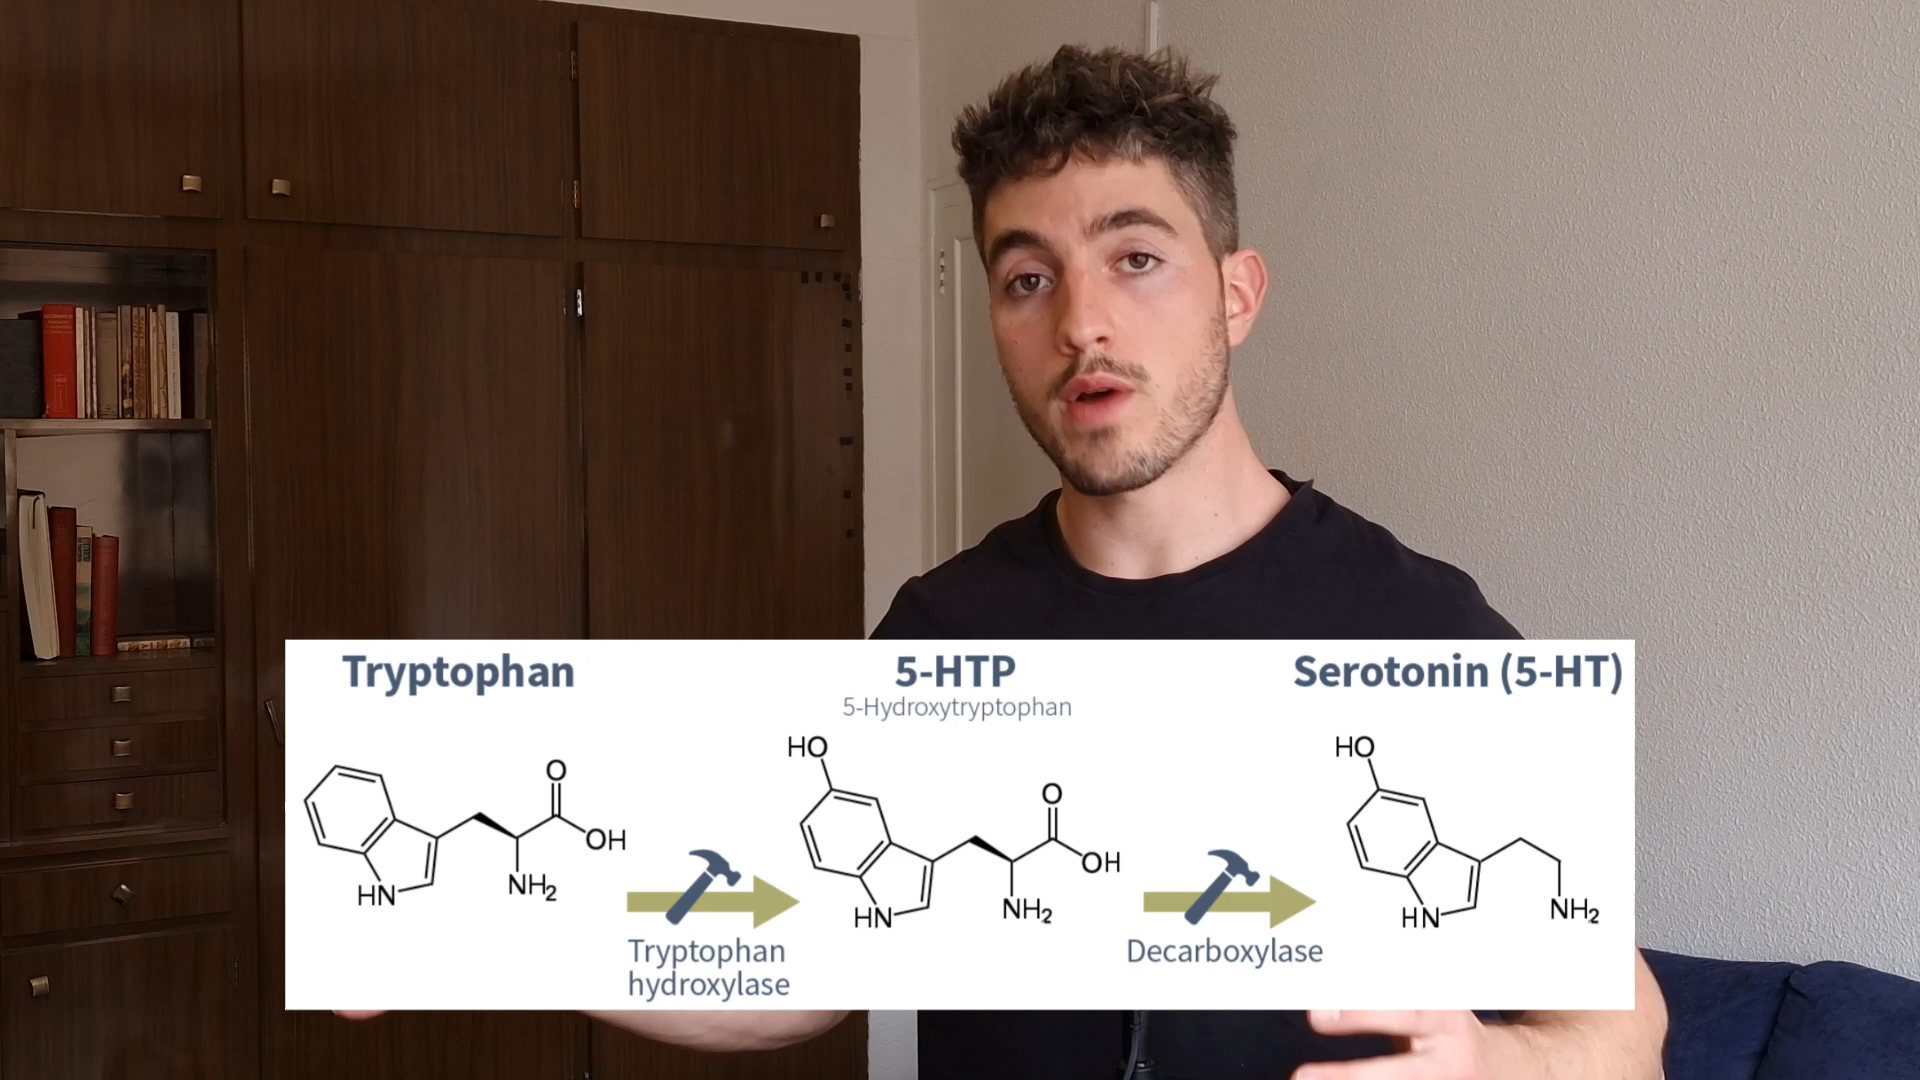 Tryptophan
5-HTP
Serotonin (5-HT)
5-Hydroxytryptophan
HO
HO
O
O
OH
OH
NH2
HN
NH2
HN
NH2
HN
Tryptophan
hydroxylase
Decarboxylase